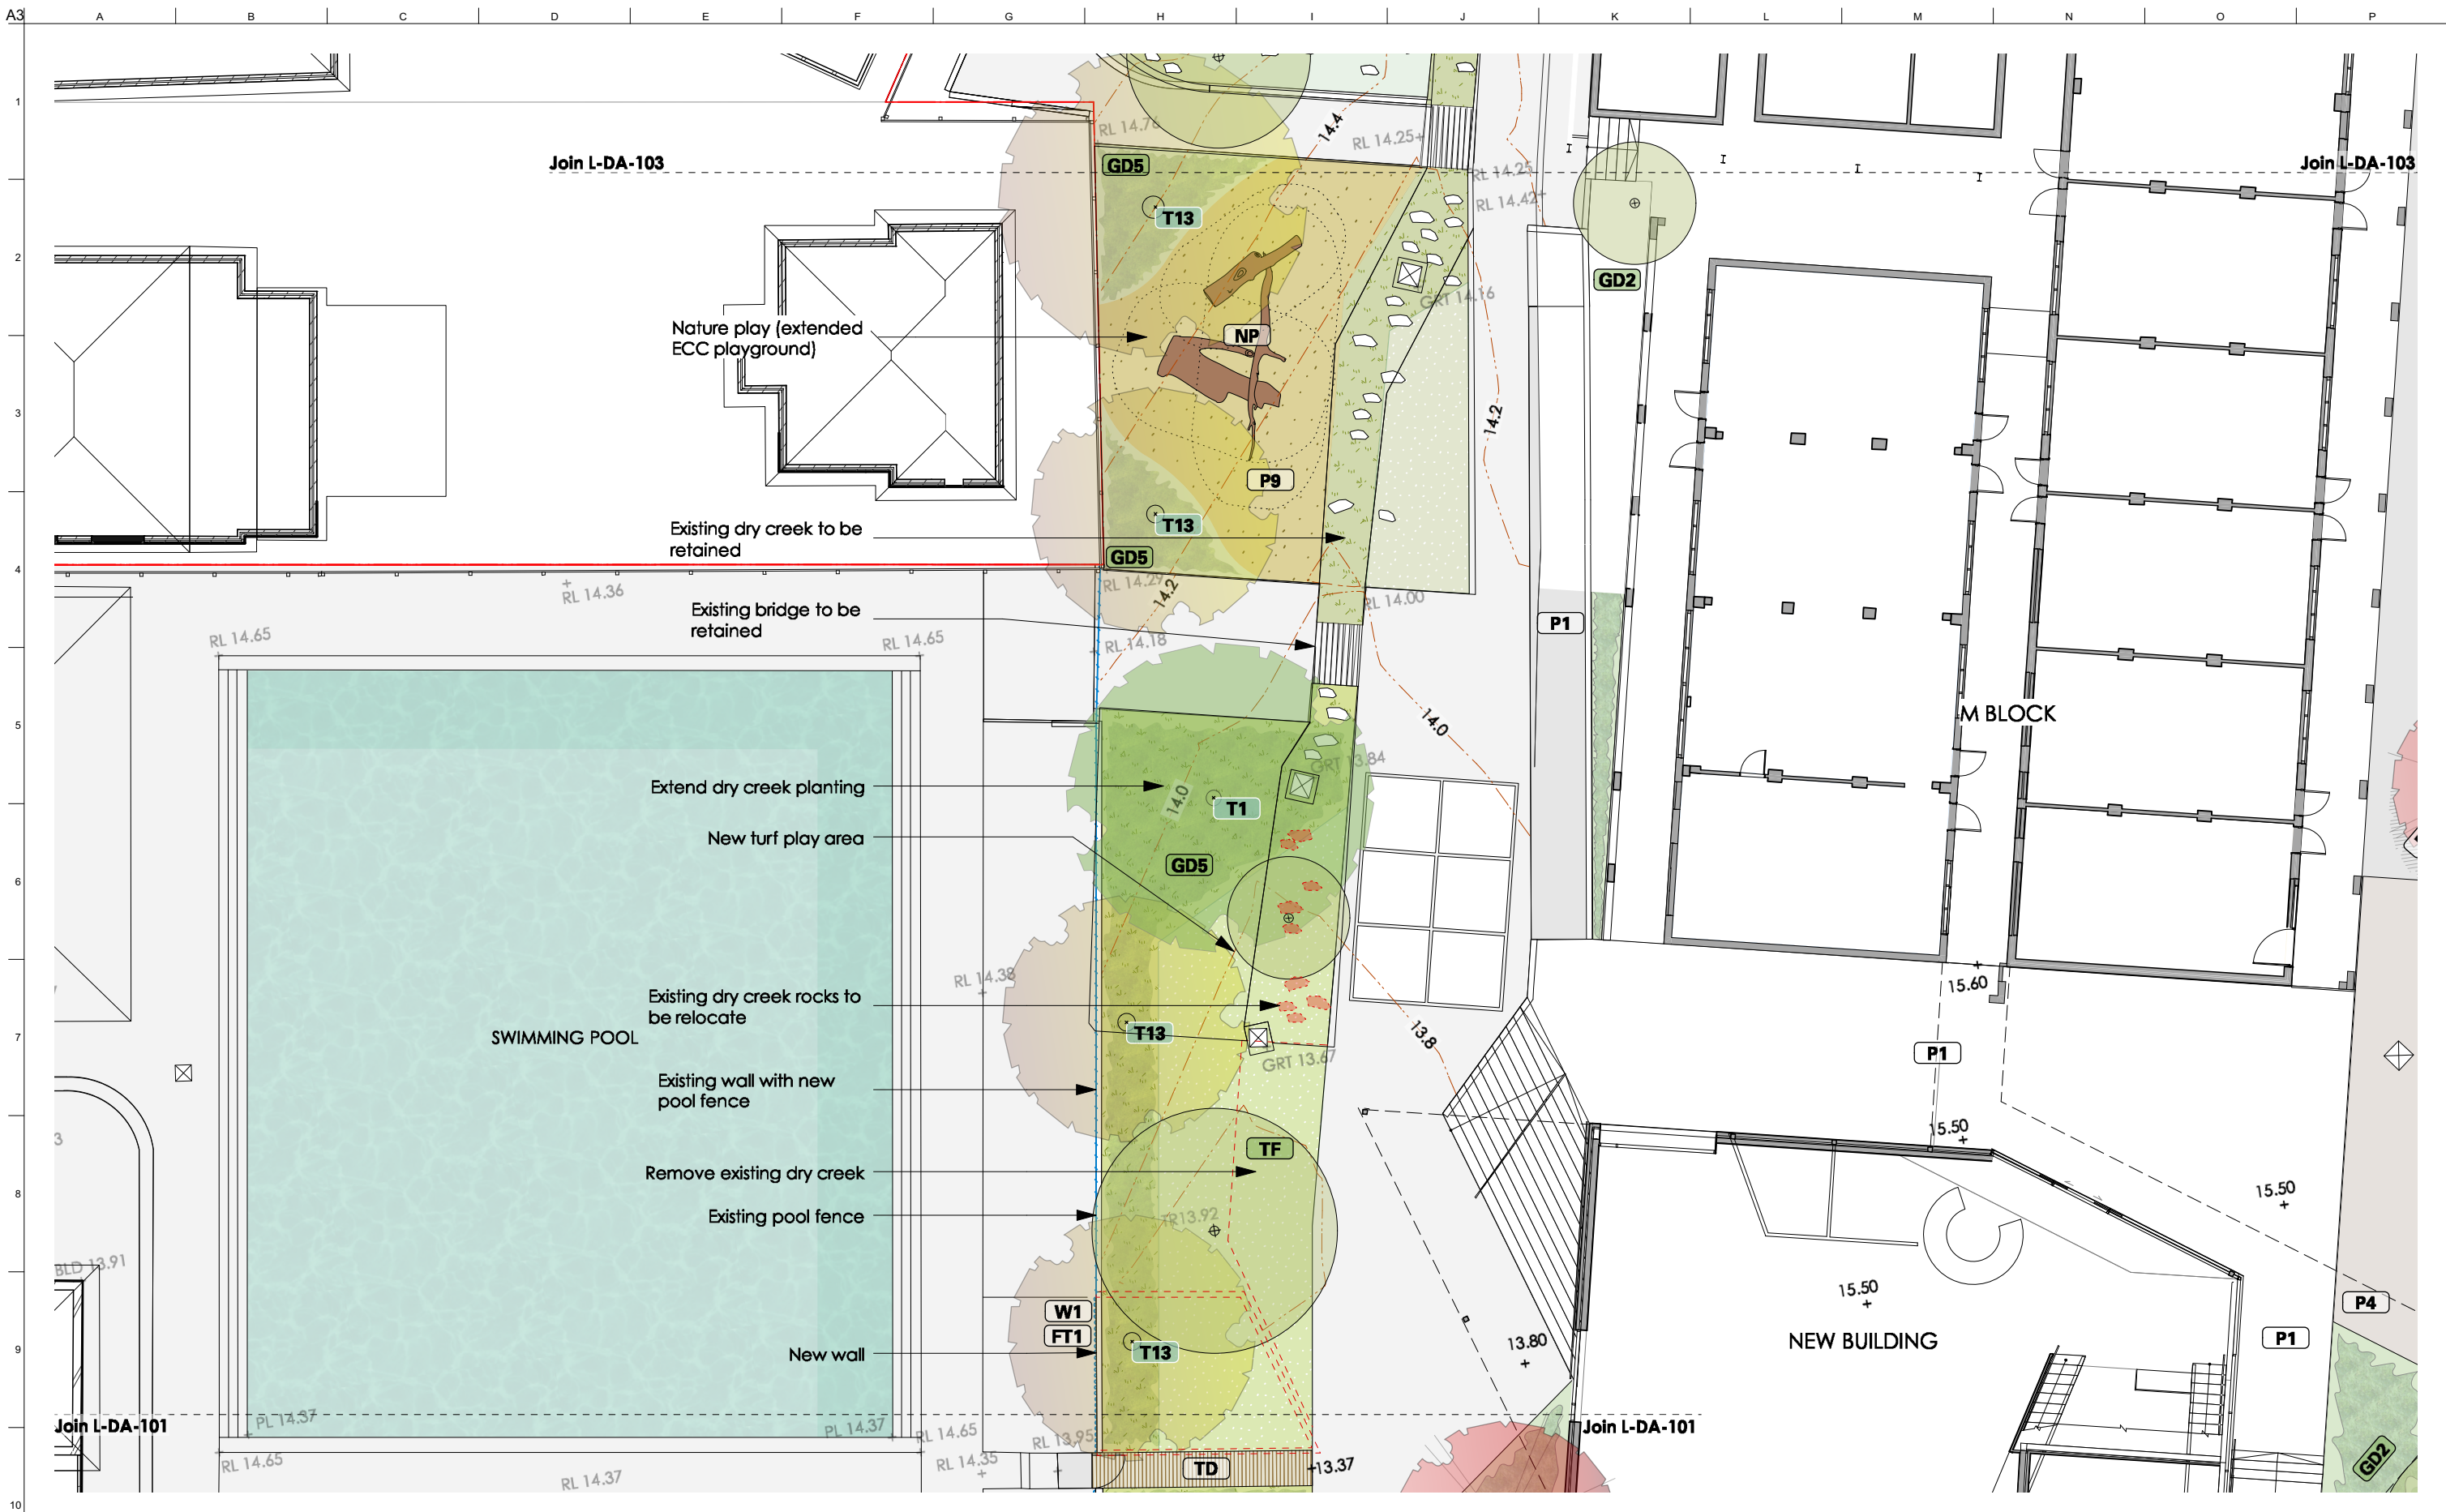 A3
A B C D E F G H I J K L M N O P
1
RL 14.76
14.4
RL 14.25+
Join L-DA-103
GD5
Join L-DA-103
RL 14.25
RL 14.42+
T13
2
GD2
GRT 14.16
Nature play (extended
ECC playground)
NP
3
14.2
P9
T13
Existing dry creek to be
retained
GD5
4
RL 14.29
14.2
RL 14.36
RL 14.00
Existing bridge to be
retained
P1
RL 14.65
RL 14.65
RL 14.18
5
M BLOCK
14.0
GRT 13.84
Extend dry creek planting
14.0
T1
New turf play area
GD5
6
RL 14.38
15.60
Existing dry creek rocks to
be relocate
7
SWIMMING POOL
T13
13.8
GRT 13.67
P1
Existing wall with new
pool fence
3
15.50
TF
Remove existing dry creek
8
15.50
Existing pool fence
TR13.92
BLD 13.91
15.50
W1
P4
FT1
P1
9
NEW BUILDING
13.80
New wall
T13
Join L-DA-101
PL 14.37
PL 14.37
RL 14.65
RL 13.95
Join L-DA-101
RL 14.65
RL 14.35
TD
+13.37
GD2
RL 14.37
10